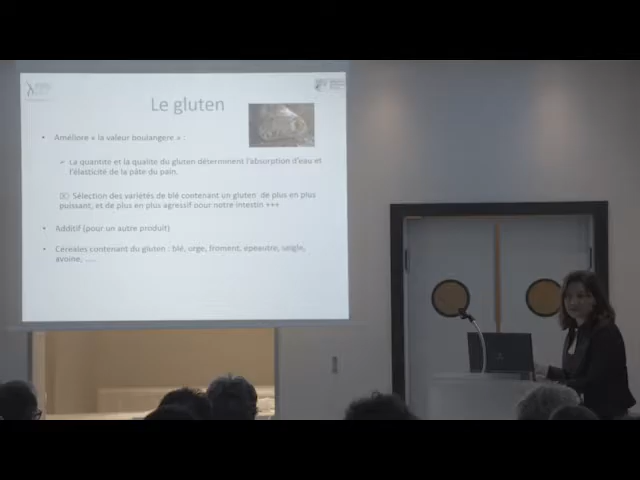 Le gluten
• Améliore « la valeur boulangere » :
✓ La quantité et la qualité du gluten déterminent l'absorption d'eau et
l'élasticité de la pâte du pain.
Sélection des variétés de blé contenant un gluten de plus en plus
puissant, et de plus en plus agressif pour notre intestin +++
• Additif (pour un autre produit)
• Céréales contenant du gluten : blé, orge, froment, épeautre, seigle,
avoine, .....